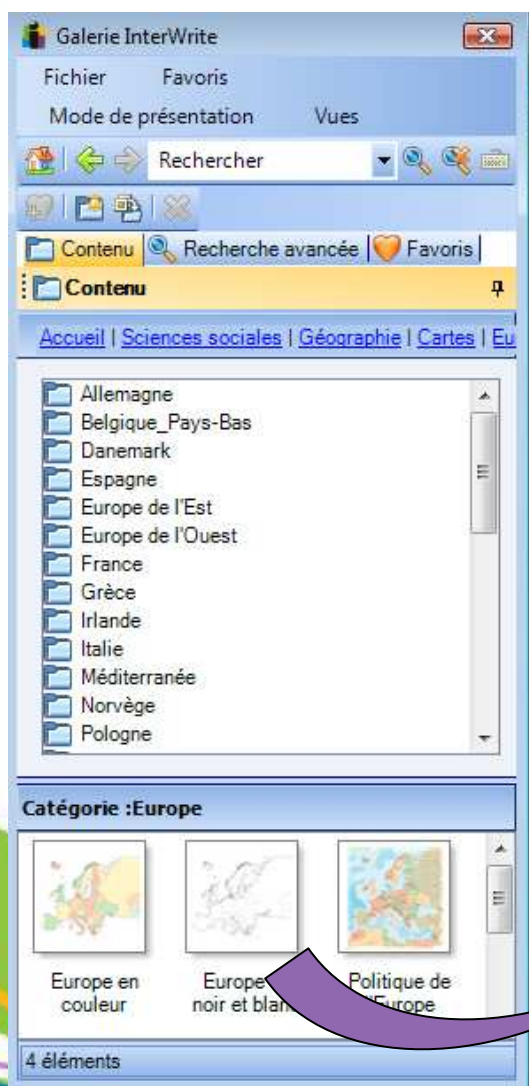 Galerie InterWrite
Fichier Favoris
Mode de présentation Vues
Rechercher
Contenu Recherche avancée Favoris
Contenu
Accueil | Sciences sociales | Géographie | Cartes | Eu
Allemagne
Belgique_Pays-Bas
Danemark
Espagne
Europe de l'Est
Europe de l'Ouest
France
Grèce
Irlande
Italie
Méditerranée
Norvège
Pologne
Catégorie :Europe
Europe en
couleur
Europe
noir et blan
Politique de
l'Europe
4 éléments